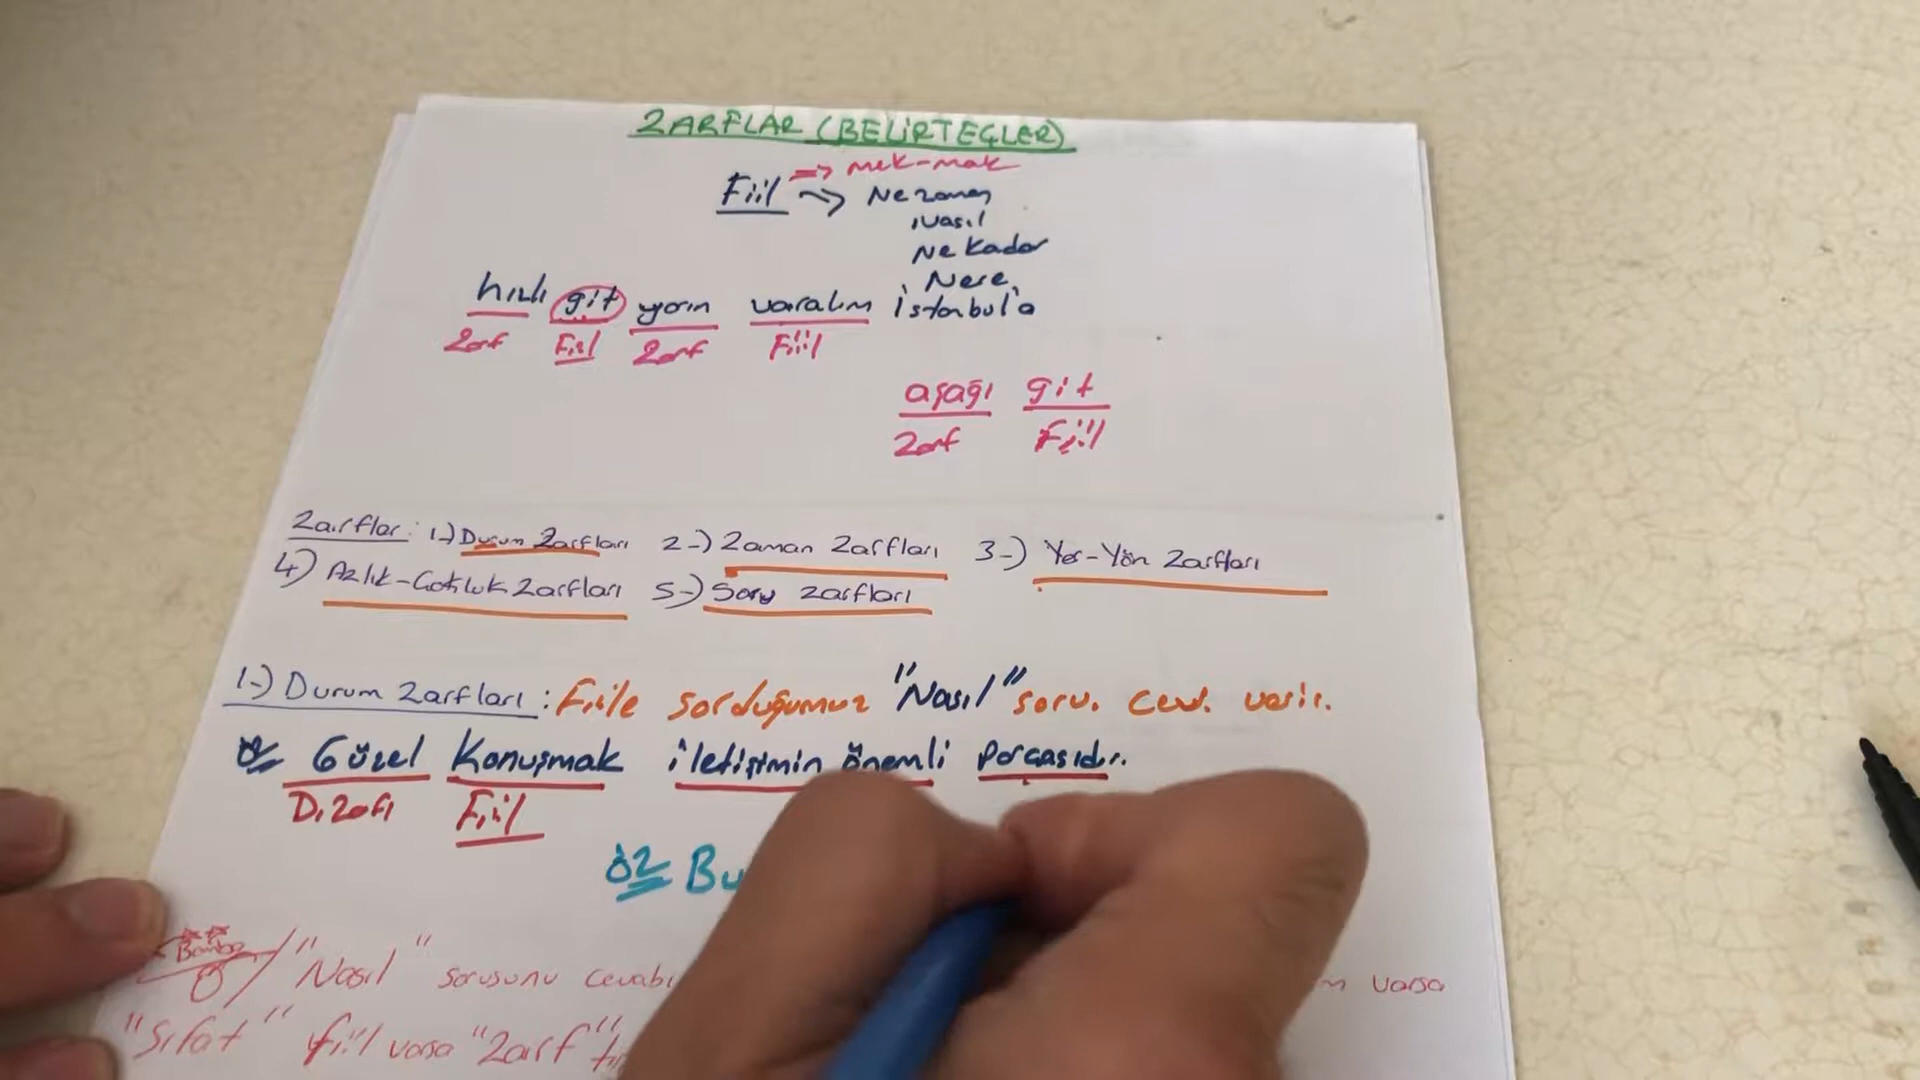 ZARFLAR (BELİRTEÇLER)
=> mek-mak
Fiil => Ne zaman
Nasıl
Ne Kadar
Nere
hızlı git yarın varalım İstanbul'a
Zarf Fiil Zarf Fiil
aşağı git
Zarf Fiil
Zarflar: 1-) Durum Zarfları 2-) Zaman Zarfları 3-) Yer-Yön Zarfları
4) Azlık-Çokluk Zarfları 5-) Soru Zarfları
1-) Durum Zarfları: Fiile sorduğumuz "Nasıl" soru. cev. verir.
Güzel Konuşmak iletişimin önemli parçasıdır.
D. Zarfı Fiil
öz Bu
Bomba "Nasıl" sorusunu cevabı varsa
"Sıfat" fiil varsa "Zarf"